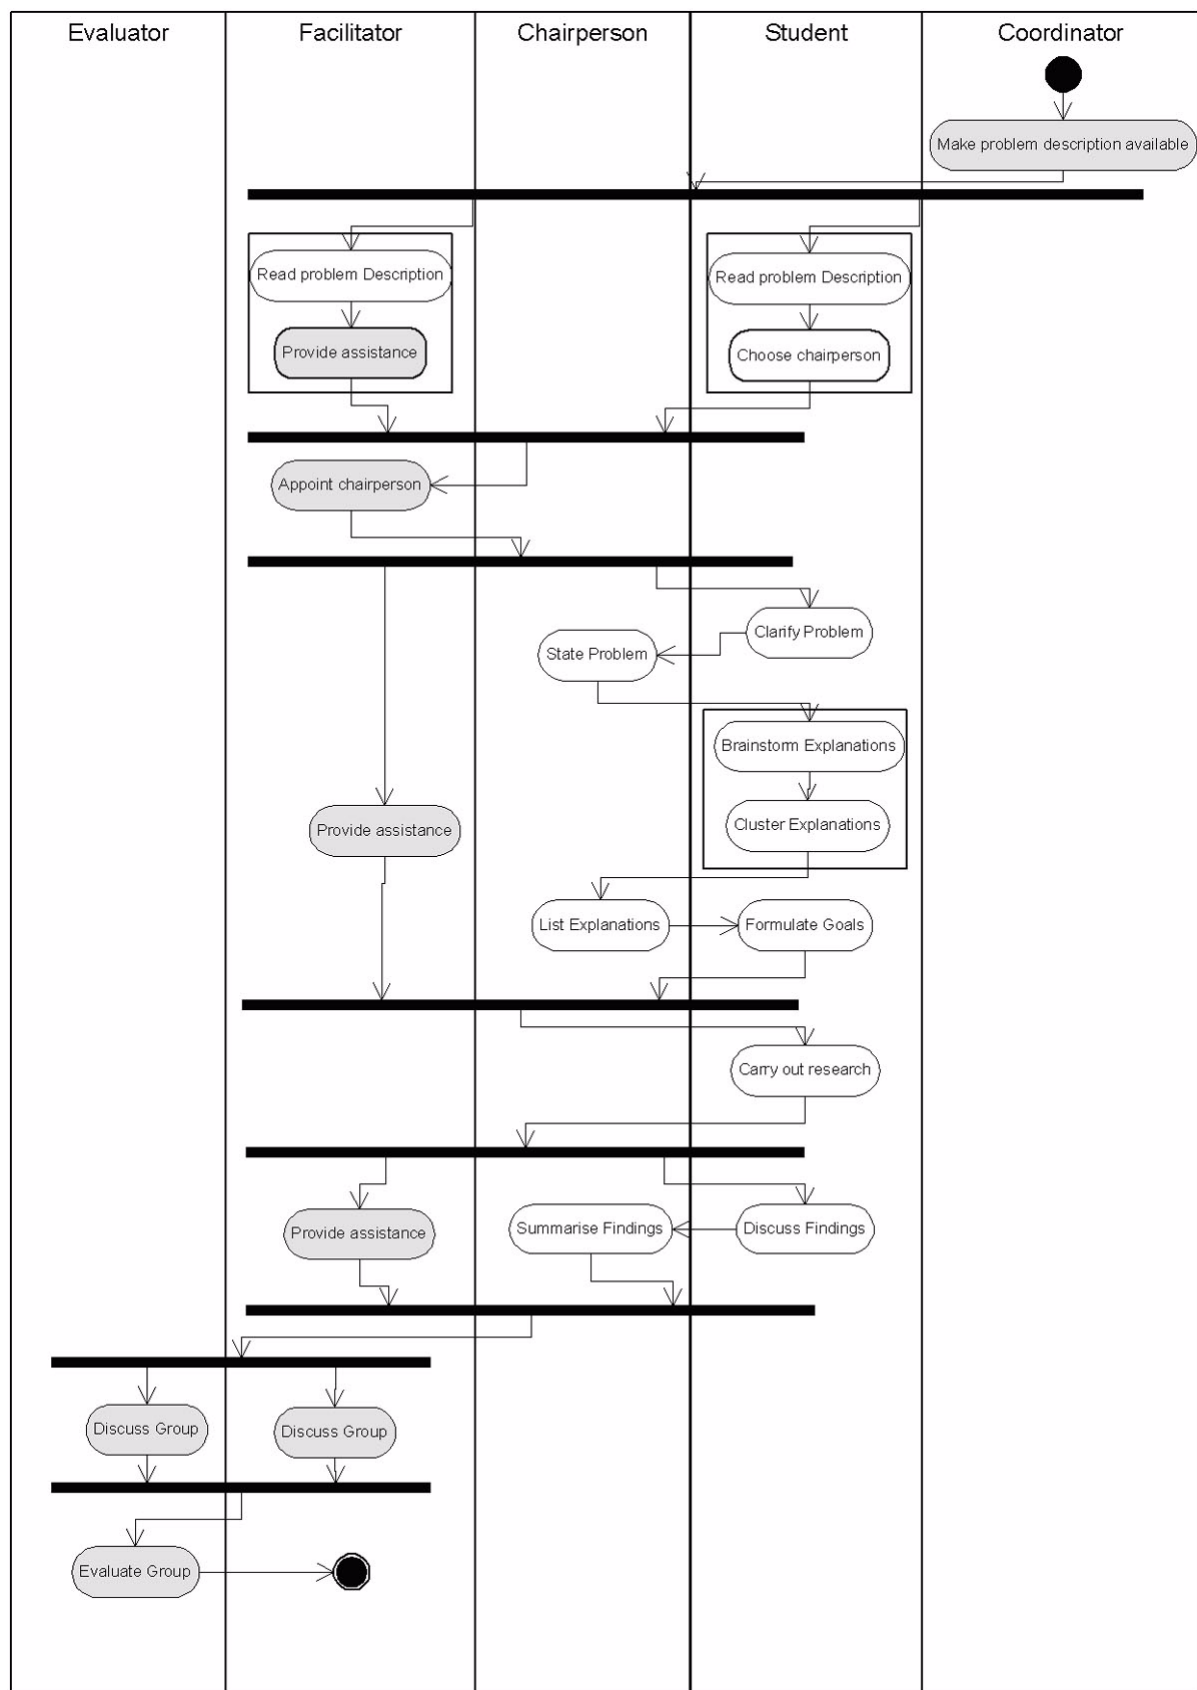 Evaluator
Facilitator
Chairperson
Student
Coordinator
Make problem description available
Read problem Description
Read problem Description
Provide assistance
Choose chairperson
Appoint chairperson
Clarify Problem
State Problem
Brainstorm Explanations
Cluster Explanations
Provide assistance
List Explanations
Formulate Goals
Carry out research
Provide assistance
Summarise Findings
Discuss Findings
Discuss Group
Discuss Group
Evaluate Group